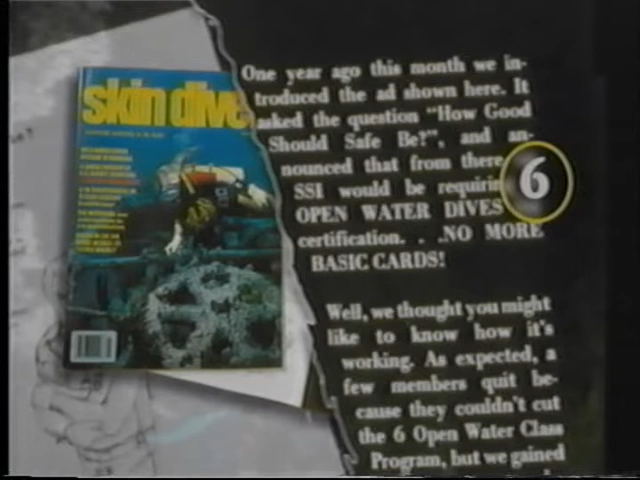 skin dive
One year ago this month we in-
troduced the ad shown here. It
asked the question "How Good
Should Safe Be?", and an-
nounced that from there
SSI would be requirin
6
OPEN WATER DIVES
certification. . .NO MORE
BASIC CARDS!
Well, we thought you might
like to know how it's
working. As expected, a
few members quit be-
cause they couldn't cut
the 6 Open Water Class
Program, but we gained